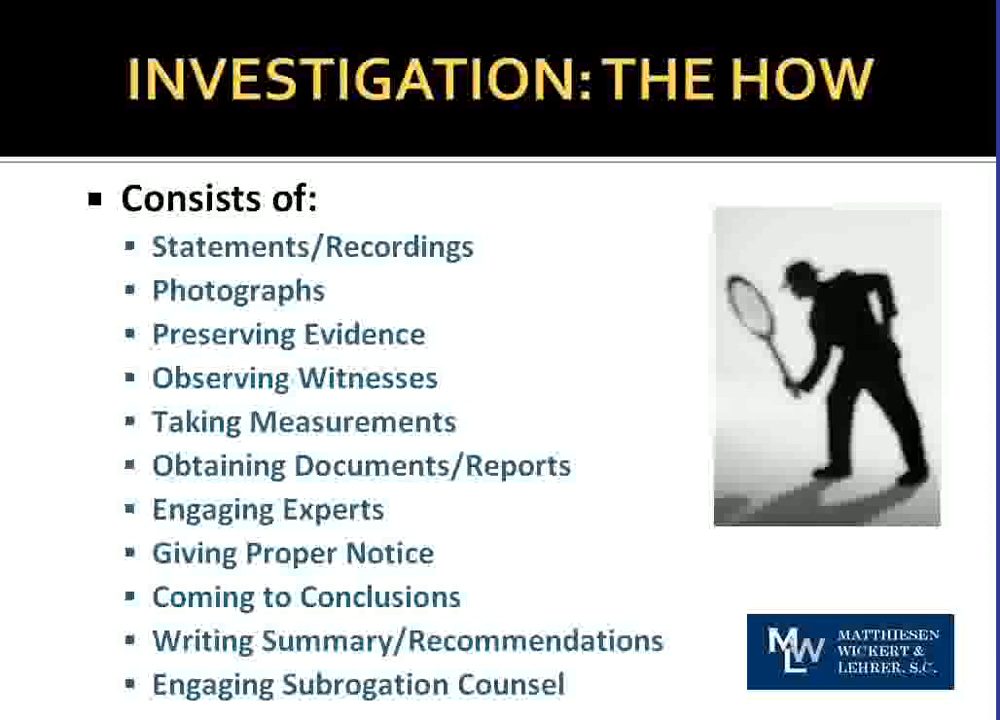 INVESTIGATION: THE HOW
Consists of:
Statements/Recordings
Photographs
Preserving Evidence
Observing Witnesses
Taking Measurements
Obtaining Documents/Reports
Engaging Experts
Giving Proper Notice
Coming to Conclusions
Writing Summary/Recommendations
Engaging Subrogation Counsel
MLW
MATTHIESEN
WICKERT &
LEHRER, S.C.